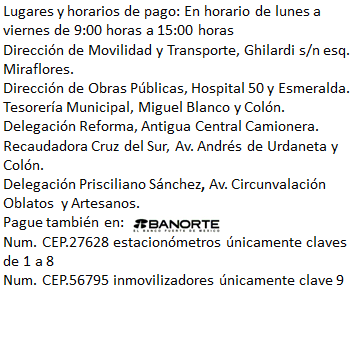 Lugares y horarios de pago: En horario de lunes a
viernes de 9:00 horas a 15:00 horas
Dirección de Movilidad y Transporte, Ghilardi s/n esq.
Miraflores.
Dirección de Obras Públicas, Hospital 50 y Esmeralda.
Tesorería Municipal, Miguel Blanco y Colón.
Delegación Reforma, Antigua Central Camionera.
Recaudadora Cruz del Sur, Av. Andrés de Urdaneta y
Colón.
Delegación Prisciliano Sánchez, Av. Circunvalación
Oblatos y Artesanos.
Pague también en: BANORTE
EL BANCO FUERTE DE MEXICO
Num. CEP.27628 estacionómetros únicamente claves
de 1 a 8
Num. CEP.56795 inmovilizadores únicamente clave 9